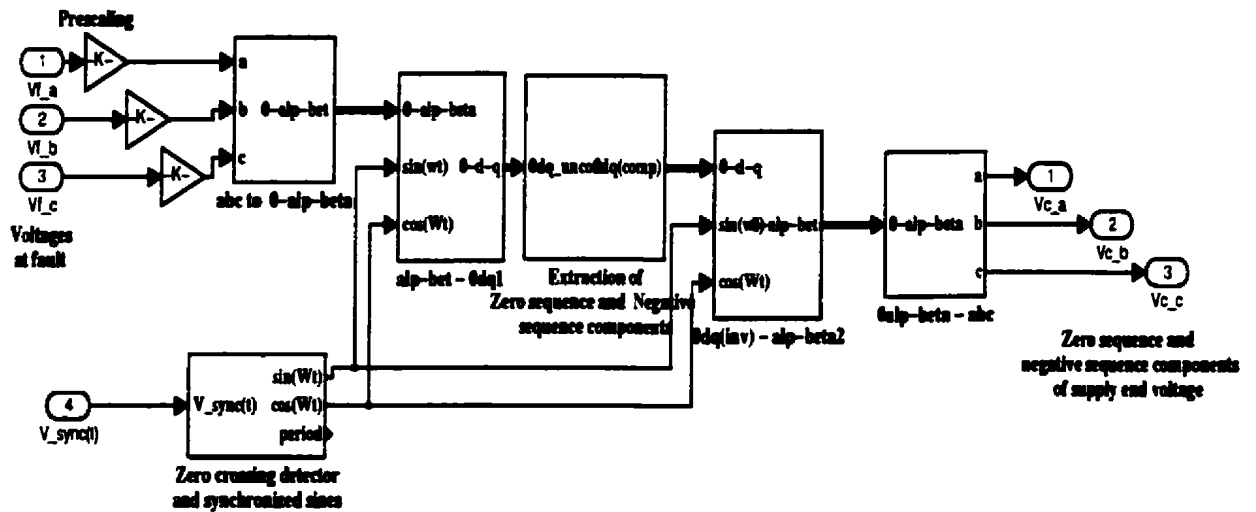 Prescaling
1
-K-
Vf_a
2
-K-
Vf_b
3
-K-
Vf_c
Voltages
at fault
a
b
c
0-alp-bet
abc to 0-alp-beta
0-alp-beta
sin(wt)
0-d-q
cos(Wt)
alp-bet - 0dq1
0dq_uncomp
0dq(comp)
Extraction of
Zero sequence and Negative
sequence components
0-d-q
sin(wt)
0-alp-bet
cos(Wt)
0dq(inv) - alp-beta2
0-alp-beta
a
b
c
0alp-beta - abc
1
Vc_a
2
Vc_b
3
Vc_c
Zero sequence and
negative sequence components
of supply end voltage
4
V_sync(t)
V_sync(t)
sin(Wt)
cos(Wt)
period
Zero crossing detector
and synchronized sines